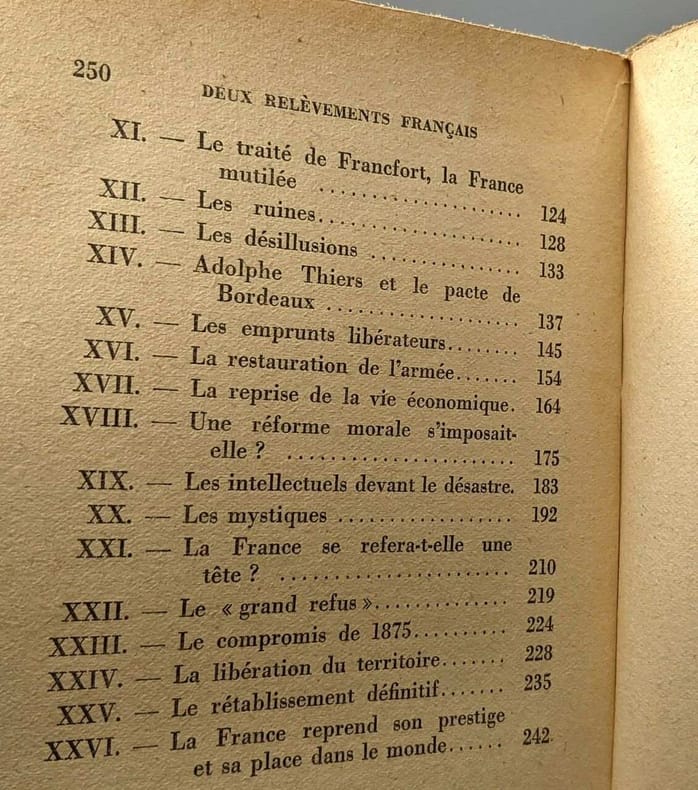 250
DEUX RELÈVEMENTS FRANÇAIS
XI. — Le traité de Francfort, la France
mutilée .................... 124
XII. — Les ruines.................... 128
XIII. — Les désillusions ............... 133
XIV. — Adolphe Thiers et le pacte de
Bordeaux ................... 137
XV. — Les emprunts libérateurs....... 145
XVI. — La restauration de l'armée...... 154
XVII. — La reprise de la vie économique. 164
XVIII. — Une réforme morale s'imposait-
elle ? ...................... 175
XIX. — Les intellectuels devant le désastre. 183
XX. — Les mystiques ................. 192
XXI. — La France se refera-t-elle une
tête ? ...................... 210
XXII. — Le « grand refus »............. 219
XXIII. — Le compromis de 1875......... 224
XXIV. — La libération du territoire...... 228
XXV. — Le rétablissement définitif...... 235
XXVI. — La France reprend son prestige
et sa place dans le monde...... 242